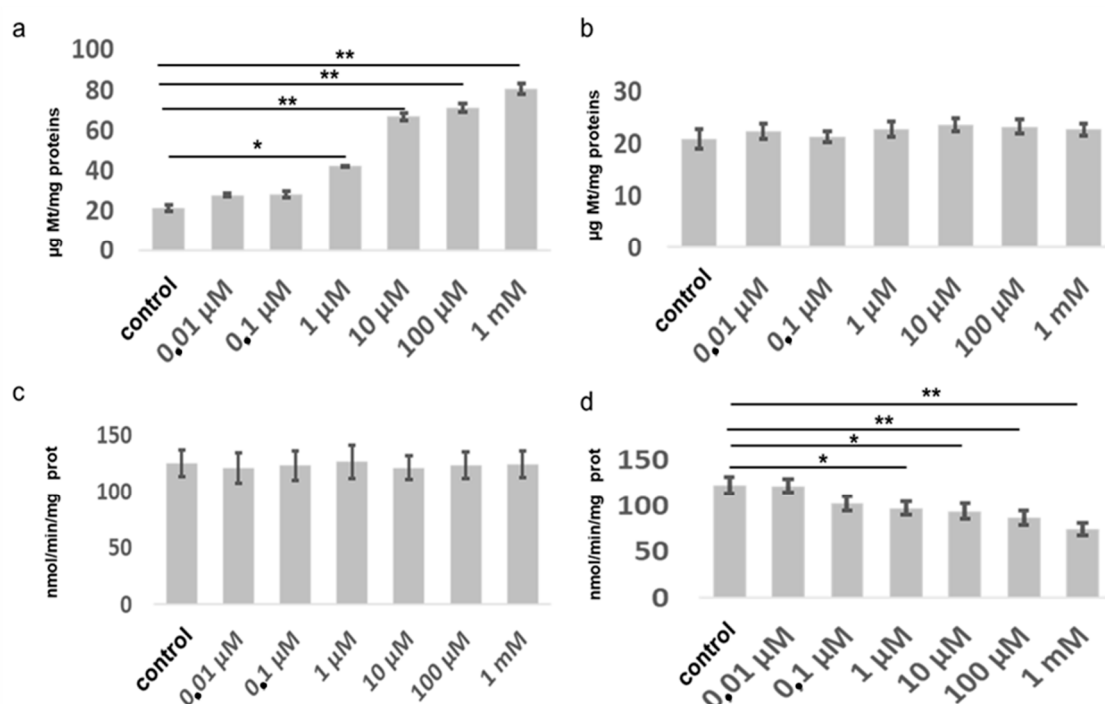 a
**
**
**
*
100
80
60
40
20
0
µg Mt/mg proteins
control
0,01 µM
0,1 µM
1 µM
10 µM
100 µM
1 mM
b
30
20
10
0
µg Mt/mg proteins
control
0,01 µM
0,1 µM
1 µM
10 µM
100 µM
1 mM
c
150
100
50
0
nmol/min/mg prot
control
0,01 µM
0,1 µM
1 µM
10 µM
100 µM
1 mM
d
**
**
*
*
150
100
50
0
nmol/min/mg prot
control
0,01 µM
0,1 µM
1 µM
10 µM
100 µM
1 mM